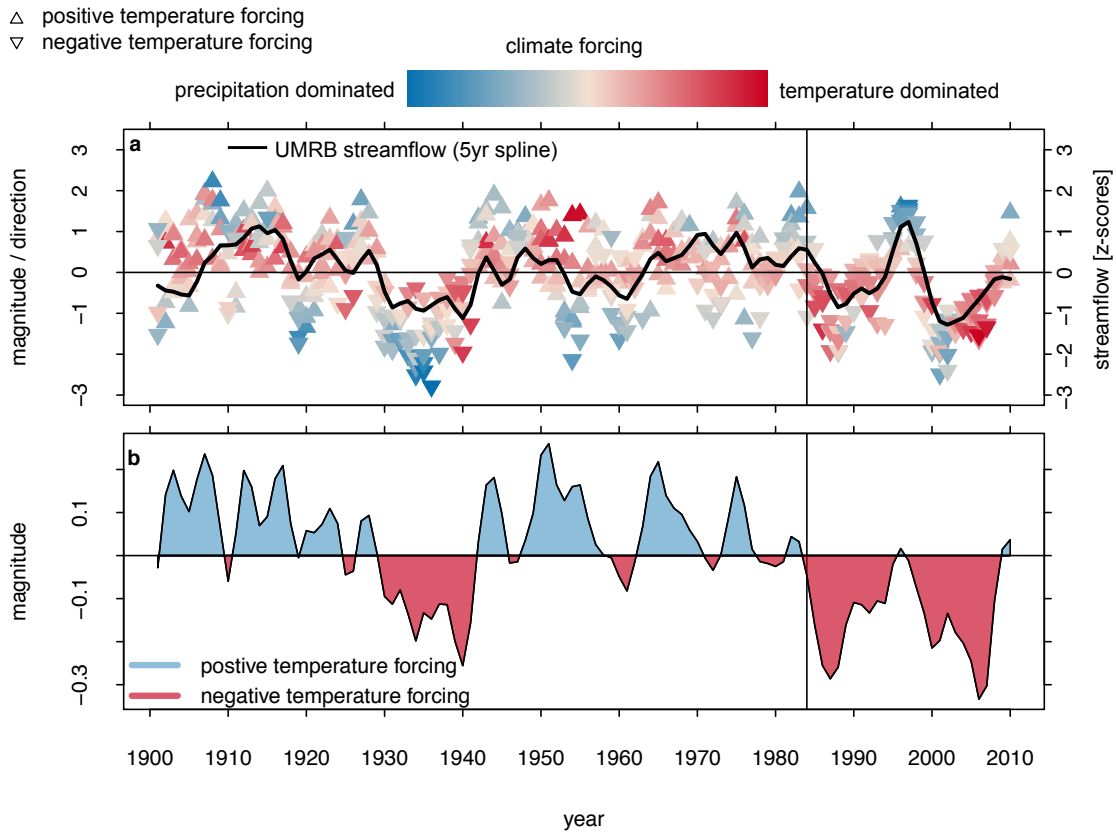 positive temperature forcing
negative temperature forcing
climate forcing
precipitation dominated
temperature dominated
a
UMRB streamflow (5yr spline)
magnitude / direction
3
2
1
0
−1
−3
streamflow [z−scores]
3
2
1
0
−1
−2
−3
b
magnitude
0.1
−0.1
−0.3
postive temperature forcing
negative temperature forcing
1900 1910 1920 1930 1940 1950 1960 1970 1980 1990 2000 2010
year